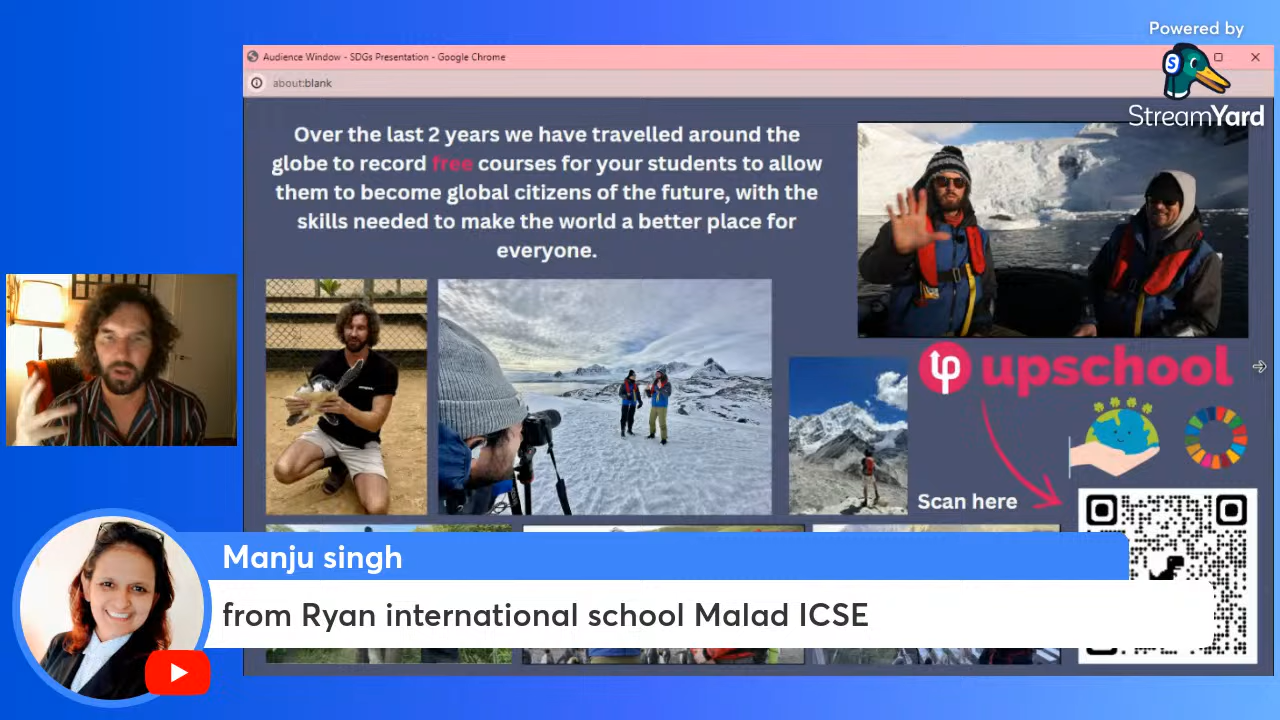 Powered by
StreamYard
Audience Window - SDGs Presentation - Google Chrome
about:blank
Over the last 2 years we have travelled around the
globe to record free courses for your students to allow
them to become global citizens of the future, with the
skills needed to make the world a better place for
everyone.
upschool
Scan here
Manju singh
from Ryan international school Malad ICSE